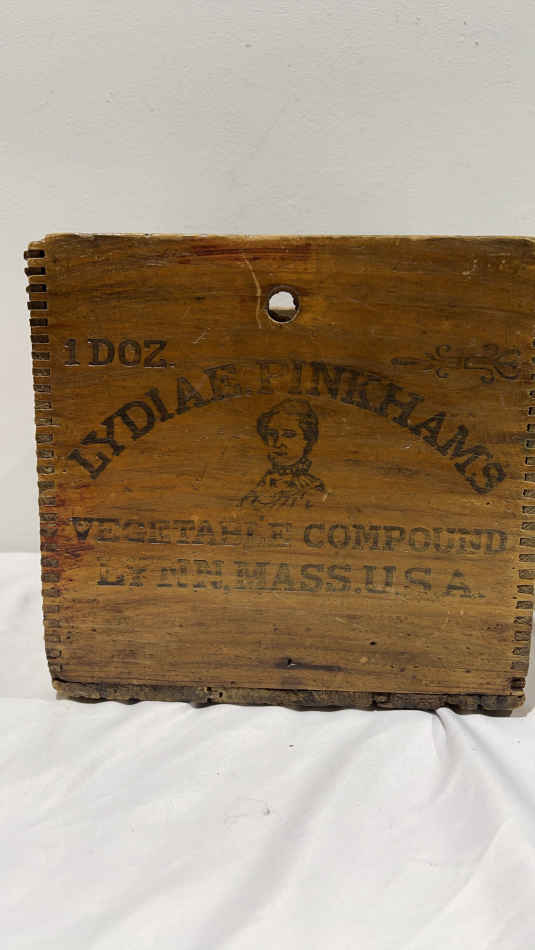 1 DOZ.
LYDIA E. PINKHAMS
VEGETABLE COMPOUND
LYNN, MASS. U.S.A.